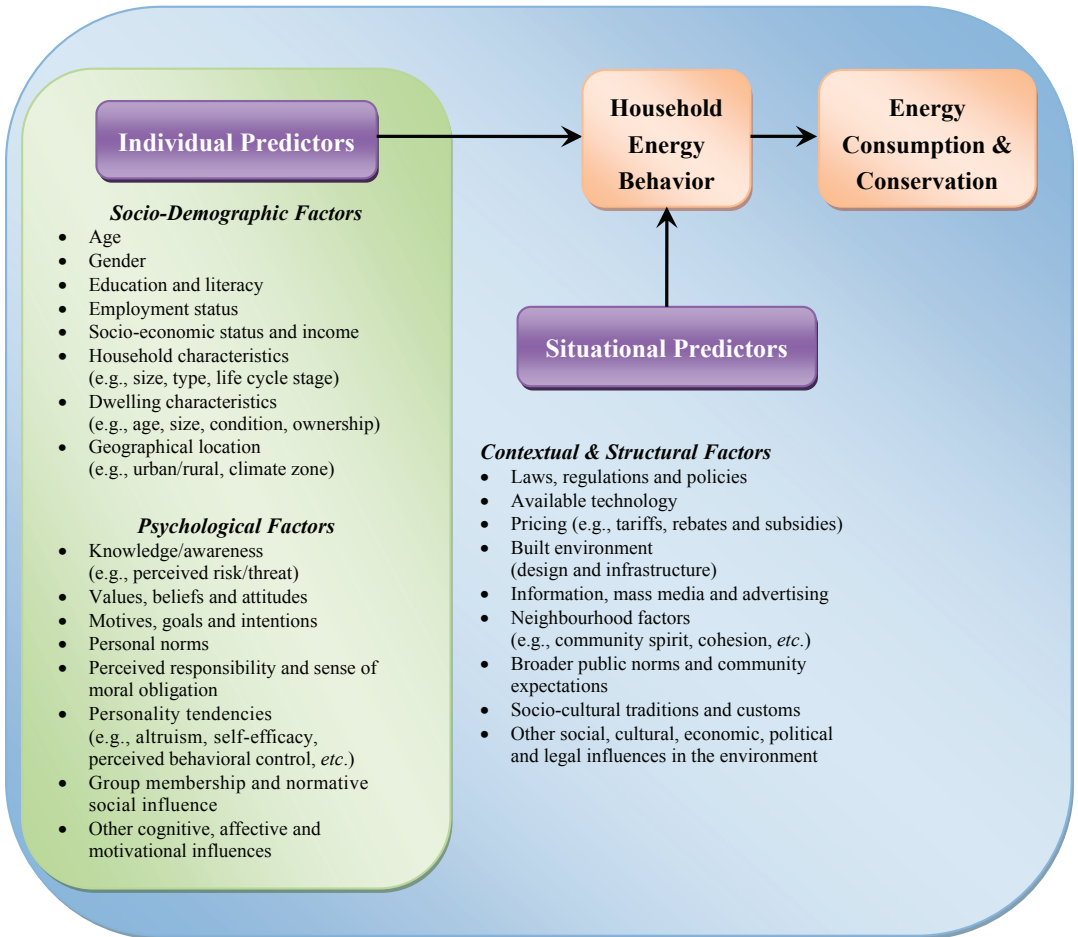 Individual Predictors
Socio-Demographic Factors
• Age
• Gender
• Education and literacy
• Employment status
• Socio-economic status and income
• Household characteristics
(e.g., size, type, life cycle stage)
• Dwelling characteristics
(e.g., age, size, condition, ownership)
• Geographical location
(e.g., urban/rural, climate zone)
Psychological Factors
• Knowledge/awareness
(e.g., perceived risk/threat)
• Values, beliefs and attitudes
• Motives, goals and intentions
• Personal norms
• Perceived responsibility and sense of
moral obligation
• Personality tendencies
(e.g., altruism, self-efficacy,
perceived behavioral control, etc.)
• Group membership and normative
social influence
• Other cognitive, affective and
motivational influences
Household
Energy
Behavior
Energy
Consumption &
Conservation
Situational Predictors
Contextual & Structural Factors
• Laws, regulations and policies
• Available technology
• Pricing (e.g., tariffs, rebates and subsidies)
• Built environment
(design and infrastructure)
• Information, mass media and advertising
• Neighbourhood factors
(e.g., community spirit, cohesion, etc.)
• Broader public norms and community
expectations
• Socio-cultural traditions and customs
• Other social, cultural, economic, political
and legal influences in the environment